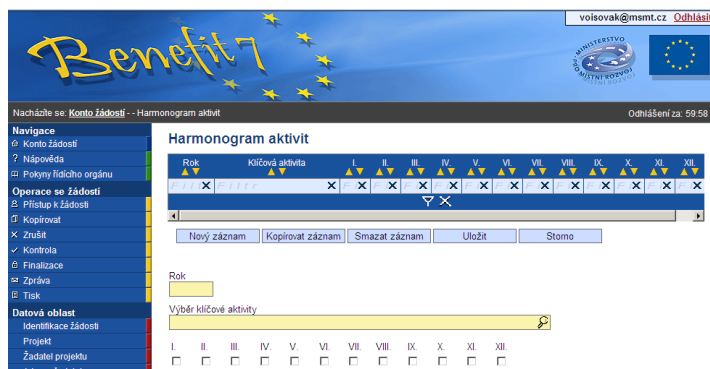 voisovak@msmt.cz Odhlásit
Benefit7
MINISTERSTVO
PRO MÍSTNÍ ROZVOJ
Nacházíte se: Konto žádostí - - Harmonogram aktivit
Odhlášení za: 59:58
Navigace
Konto žádostí
? Nápověda
Pokyny řídícího orgánu
Operace se žádostí
Přístup k žádosti
Kopírovat
Zrušit
Kontrola
Finalizace
Zpráva
Tisk
Datová oblast
Identifikace žádosti
Projekt
Žadatel projektu
Harmonogram aktivit
Rok Klíčová aktivita I. II. III. IV. V. VI. VII. VIII. IX. X. XI. XII.
Filtr
Nový záznam Kopírovat záznam Smazat záznam Uložit Storno
Rok
Výběr klíčové aktivity
I. II. III. IV. V. VI. VII. VIII. IX. X. XI. XII.